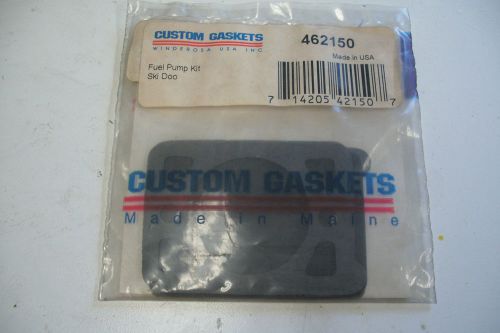 CUSTOM GASKETS
WINDEROSA USA INC
462150
Made in USA
Fuel Pump Kit
Ski Doo
7 14205 42150 7
CUSTOM GASKETS
Made in Maine